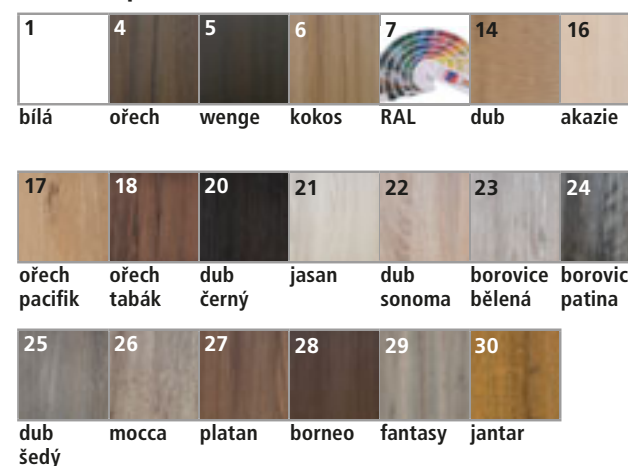 1 4 5 6 7 14 16
bílá ořech wenge kokos RAL dub akazie
17 18 20 21 22 23 24
ořech ořech dub jasan dub borovice borovic
pacifik tabák černý sonoma bělená patina
25 26 27 28 29 30
dub mocca platan borneo fantasy jantar
šedý